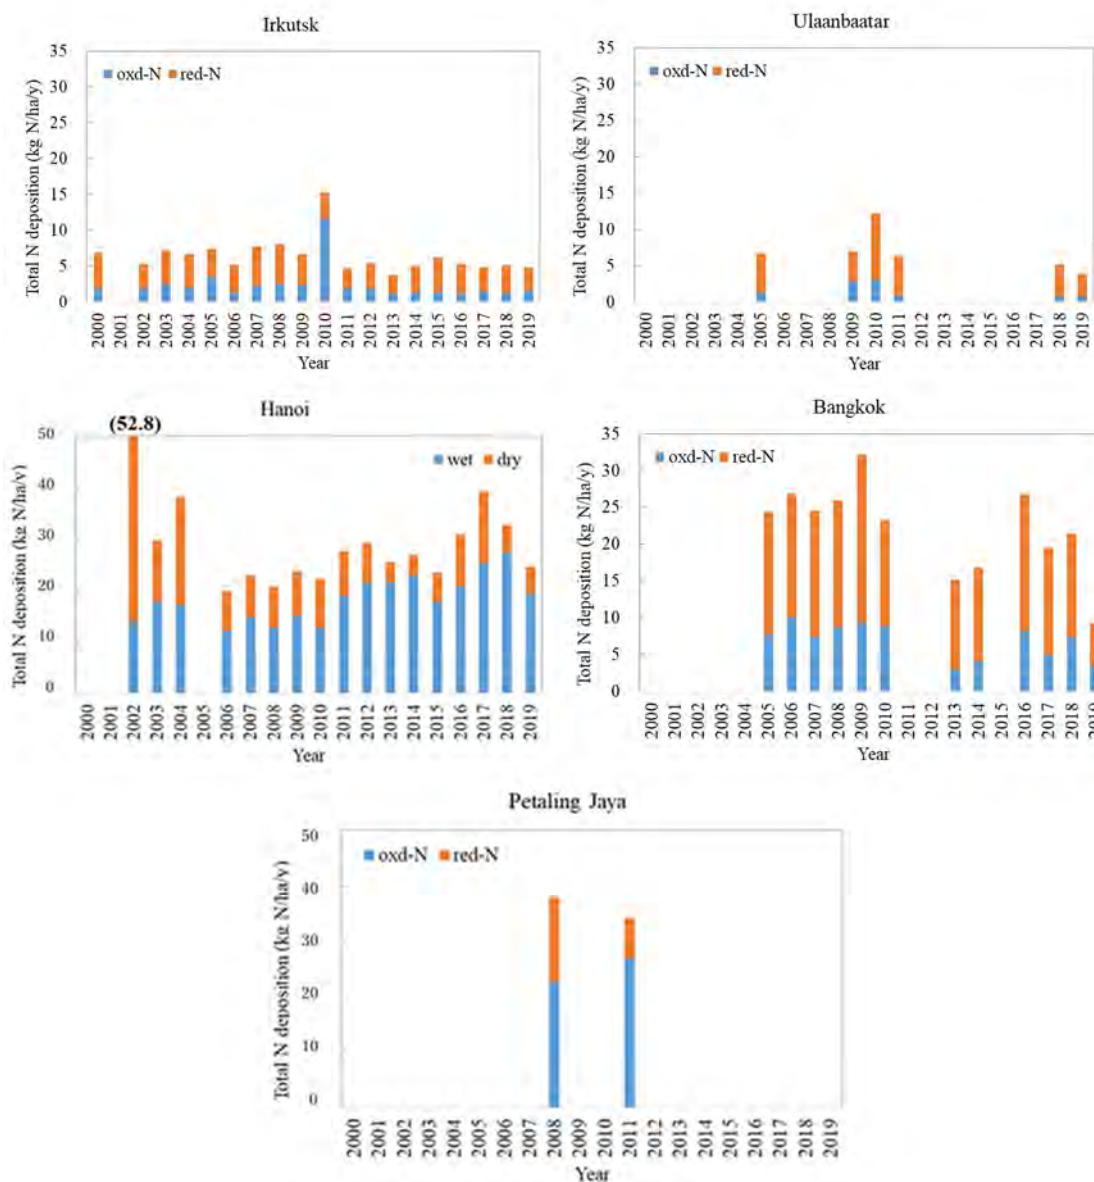 Irkutsk
35
30
25
20
15
10
5
0
Total N deposition (kg N/ha/y)
oxd-N red-N
2000 2001 2002 2003 2004 2005 2006 2007 2008 2009 2010 2011 2012 2013 2014 2015 2016 2017 2018 2019
Year
Ulaanbaatar
35
30
25
20
15
10
5
0
Total N deposition (kg N/ha/y)
oxd-N red-N
2000 2001 2002 2003 2004 2005 2006 2007 2008 2009 2010 2011 2012 2013 2014 2015 2016 2017 2018 2019
Year
Hanoi
(52.8)
50
40
30
20
10
0
Total N deposition (kg N/ha/y)
wet dry
2000 2001 2002 2003 2004 2005 2006 2007 2008 2009 2010 2011 2012 2013 2014 2015 2016 2017 2018 2019
Year
Bangkok
35
30
25
20
15
10
5
0
Total N deposition (kg N/ha/y)
oxd-N red-N
2000 2001 2002 2003 2004 2005 2006 2007 2008 2009 2010 2011 2012 2013 2014 2015 2016 2017 2018 2019
Year
Petaling Jaya
50
40
30
20
10
0
Total N deposition (kg N/ha/y)
oxd-N red-N
2000 2001 2002 2003 2004 2005 2006 2007 2008 2009 2010 2011 2012 2013 2014 2015 2016 2017 2018 2019
Year